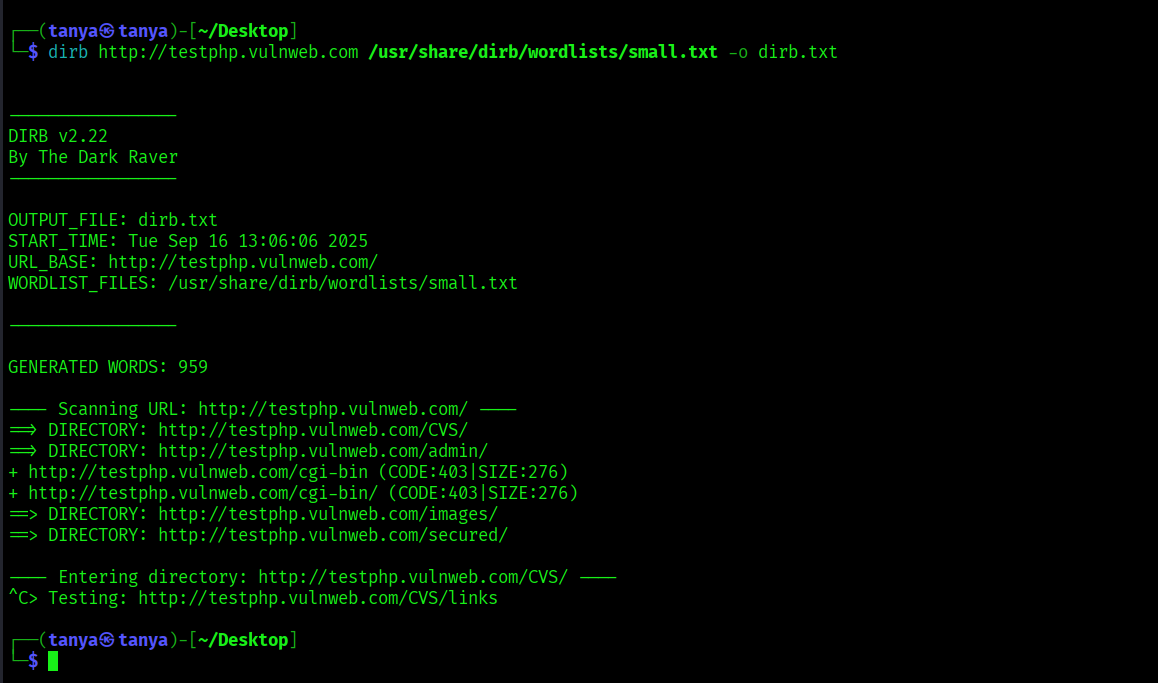 ┌──(tanya㉿tanya)-[~/Desktop]
└─$ dirb http://testphp.vulnweb.com /usr/share/dirb/wordlists/small.txt -o dirb.txt
-----------------
DIRB v2.22
By The Dark Raver
-----------------
OUTPUT_FILE: dirb.txt
START_TIME: Tue Sep 16 13:06:06 2025
URL_BASE: http://testphp.vulnweb.com/
WORDLIST_FILES: /usr/share/dirb/wordlists/small.txt
-----------------
GENERATED WORDS: 959
---- Scanning URL: http://testphp.vulnweb.com/ ----
==> DIRECTORY: http://testphp.vulnweb.com/CVS/
==> DIRECTORY: http://testphp.vulnweb.com/admin/
+ http://testphp.vulnweb.com/cgi-bin (CODE:403|SIZE:276)
+ http://testphp.vulnweb.com/cgi-bin/ (CODE:403|SIZE:276)
==> DIRECTORY: http://testphp.vulnweb.com/images/
==> DIRECTORY: http://testphp.vulnweb.com/secured/
---- Entering directory: http://testphp.vulnweb.com/CVS/ ----
^C> Testing: http://testphp.vulnweb.com/CVS/links
┌──(tanya㉿tanya)-[~/Desktop]
└─$